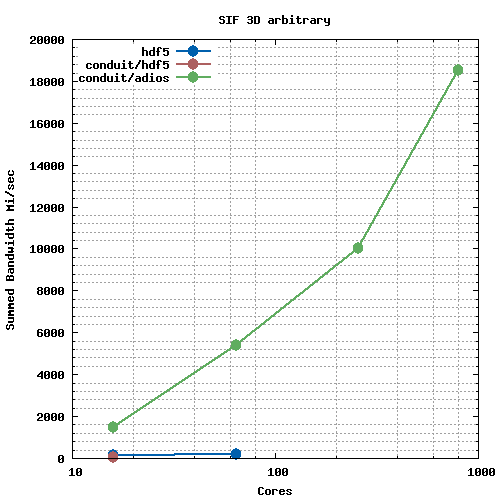 SIF 3D arbitrary
hdf5
conduit/hdf5
conduit/adios
20000
18000
16000
14000
12000
10000
8000
6000
4000
2000
0
Summed Bandwidth Mi/sec
10
100
1000
Cores